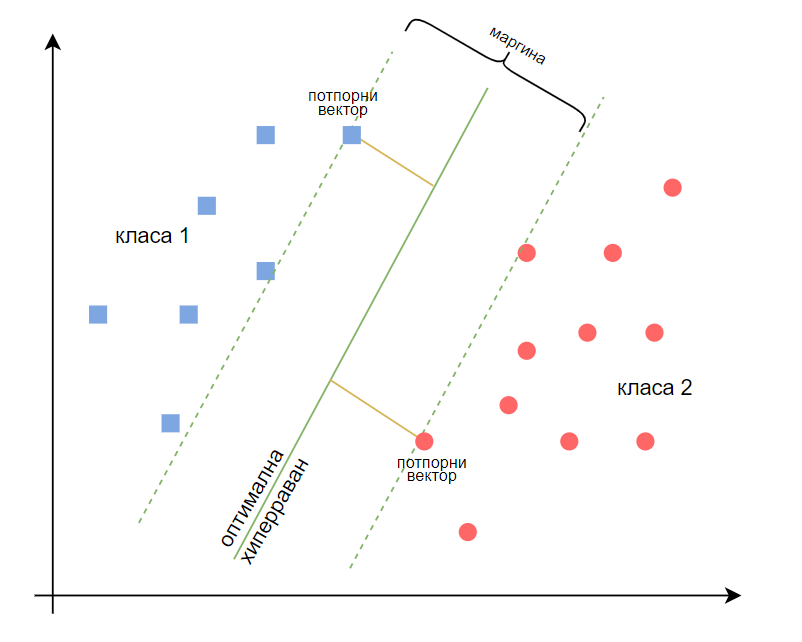 маргина
потпорни
вектор
класа 1
класа 2
потпорни
вектор
оптимална
хиперраван